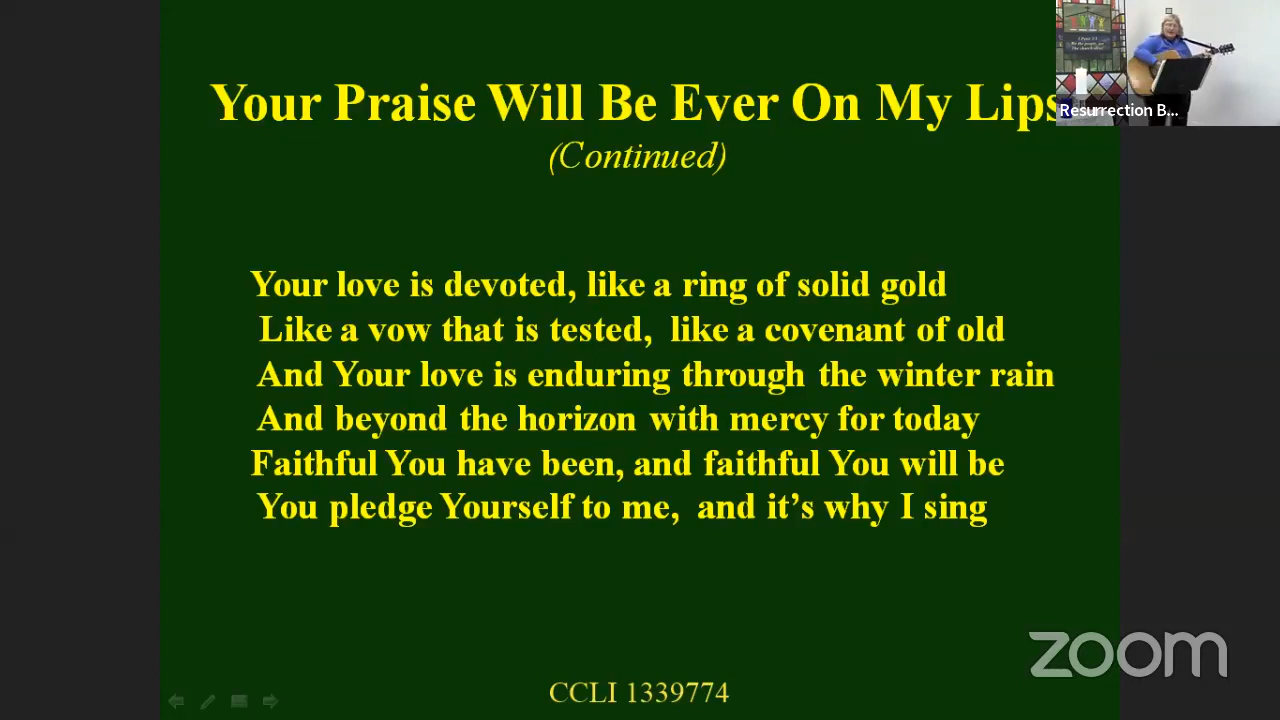 Your Praise Will Be Ever On My Lips
(Continued)
Your love is devoted, like a ring of solid gold
Like a vow that is tested, like a covenant of old
And Your love is enduring through the winter rain
And beyond the horizon with mercy for today
Faithful You have been, and faithful You will be
You pledge Yourself to me, and it's why I sing
CCLI 1339774
Resurrection B...
zoom